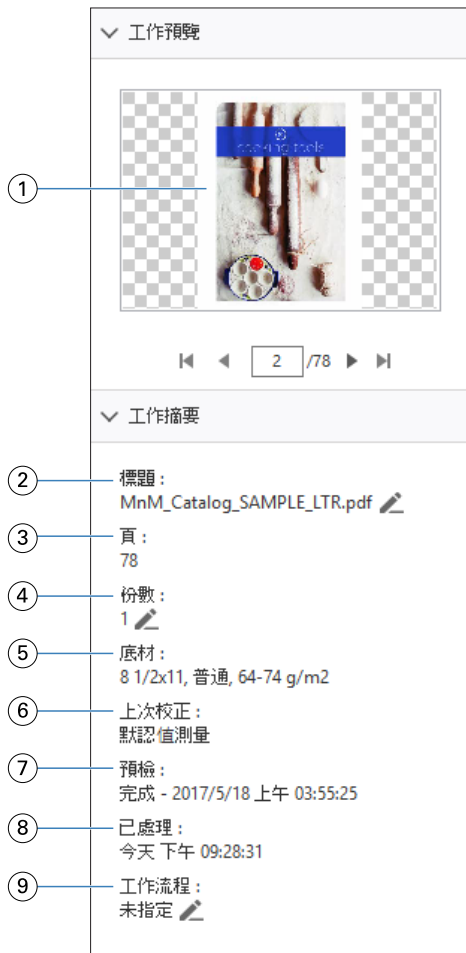 工作預覽
cooking tools
1
2 /78
工作摘要
2
標題：
MnM_Catalog_SAMPLE_LTR.pdf
3
頁：
78
4
份數：
1
5
底材：
8 1/2x11, 普通, 64-74 g/m2
6
上次校正：
默認值測量
7
預檢：
完成 - 2017/5/18 上午 03:55:25
8
已處理：
今天 下午 09:28:31
9
工作流程：
未指定